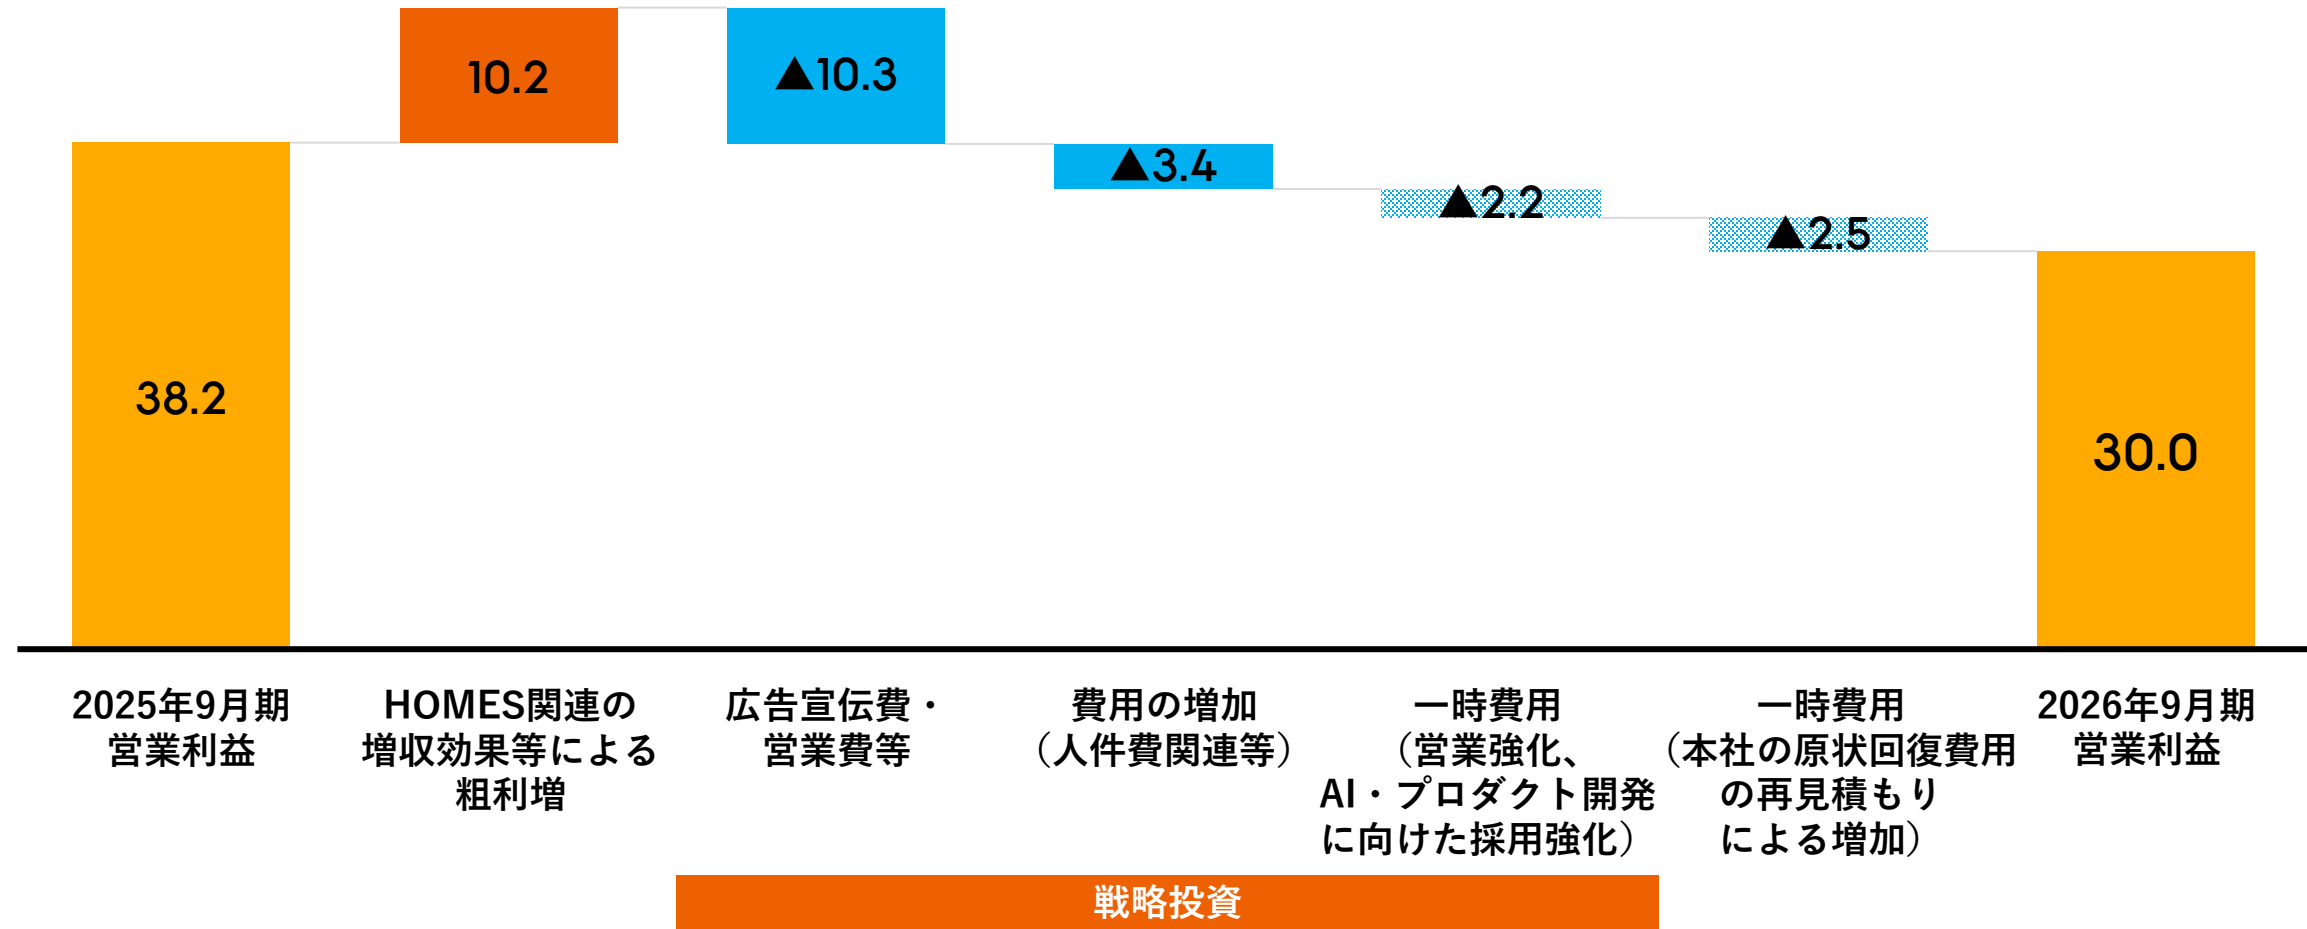 10.2
▲10.3
▲3.4
▲2.2
▲2.5
38.2
30.0
2025年9月期
営業利益
HOMES関連の
増収効果等による
粗利増
広告宣伝費・
営業費等
費用の増加
（人件費関連等）
一時費用
（営業強化、
AI・プロダクト開発
に向けた採用強化）
一時費用
（本社の原状回復費用
の再見積もり
による増加）
2026年9月期
営業利益
戦略投資